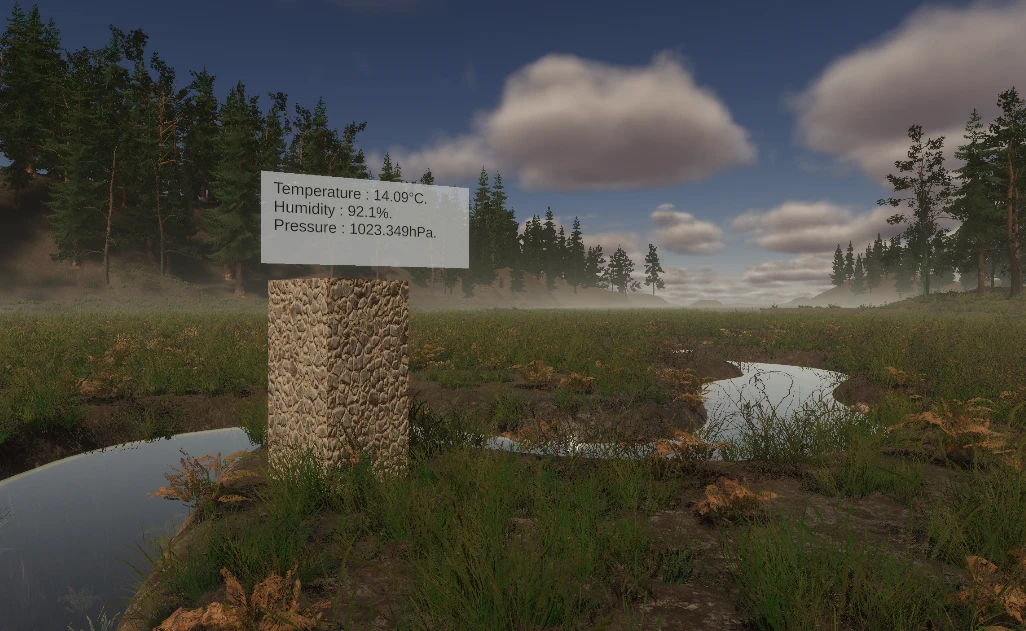 Temperature : 14.09°C.
Humidity : 92.1%.
Pressure : 1023.349hPa.